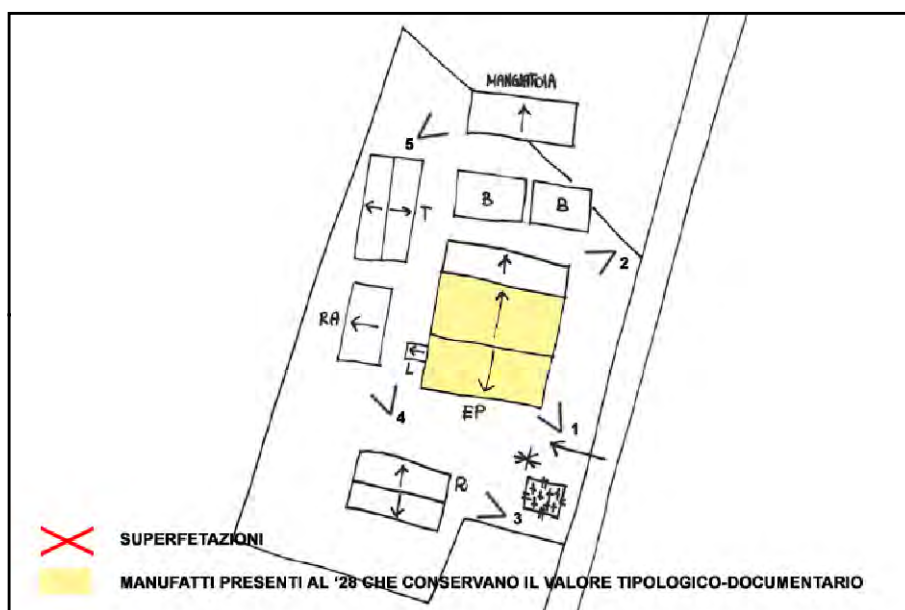 MANGIATOIA
5
B
B
T
2
RA
L
EP
4
1
R
3
SUPERFETAZIONI
MANUFATTI PRESENTI AL '28 CHE CONSERVANO IL VALORE TIPOLOGICO-DOCUMENTARIO